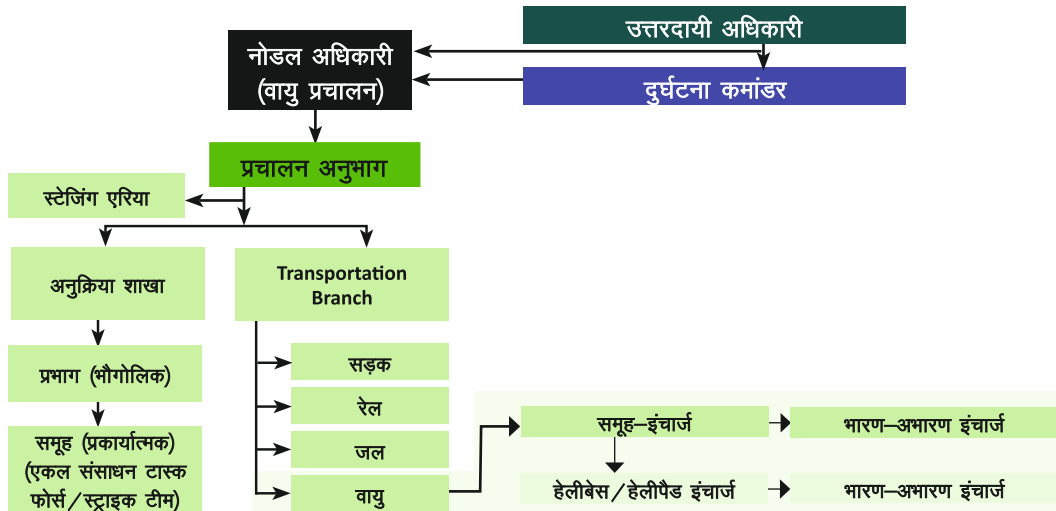 उत्तरदायी अधिकारी
नोडल अधिकारी
(वायु प्रचालन)
दुर्घटना कमांडर
प्रचालन अनुभाग
स्टेजिंग एरिया
अनुक्रिया शाखा
Transportation
Branch
प्रभाग (भौगोलिक)
समूह (प्रकार्यात्मक)
(एकल संसाधन टास्क
फोर्स/स्ट्राइक टीम)
सड़क
रेल
जल
वायु
समूह–इंचार्ज
भारण–अभारण इंचार्ज
हेलीबेस/हेलीपैड इंचार्ज
भारण–अभारण इंचार्ज